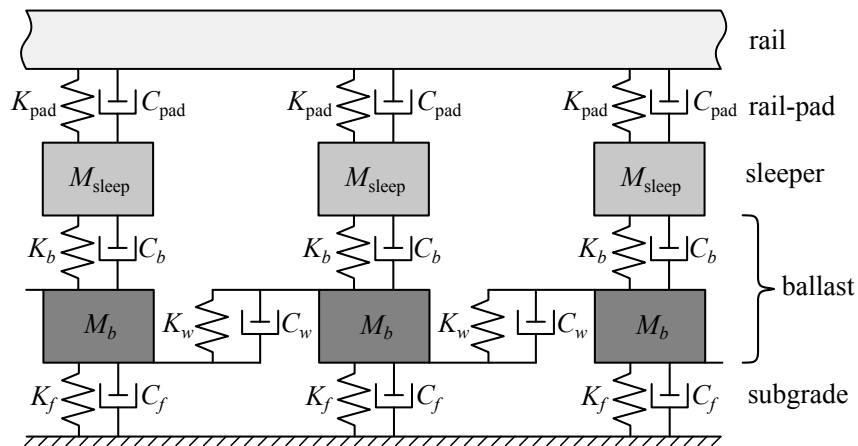 rail
K_pad C_pad K_pad C_pad K_pad C_pad rail-pad
M_sleep M_sleep M_sleep sleeper
K_b C_b K_b C_b K_b C_b
ballast
M_b K_w C_w M_b K_w C_w M_b
K_f C_f K_f C_f K_f C_f subgrade